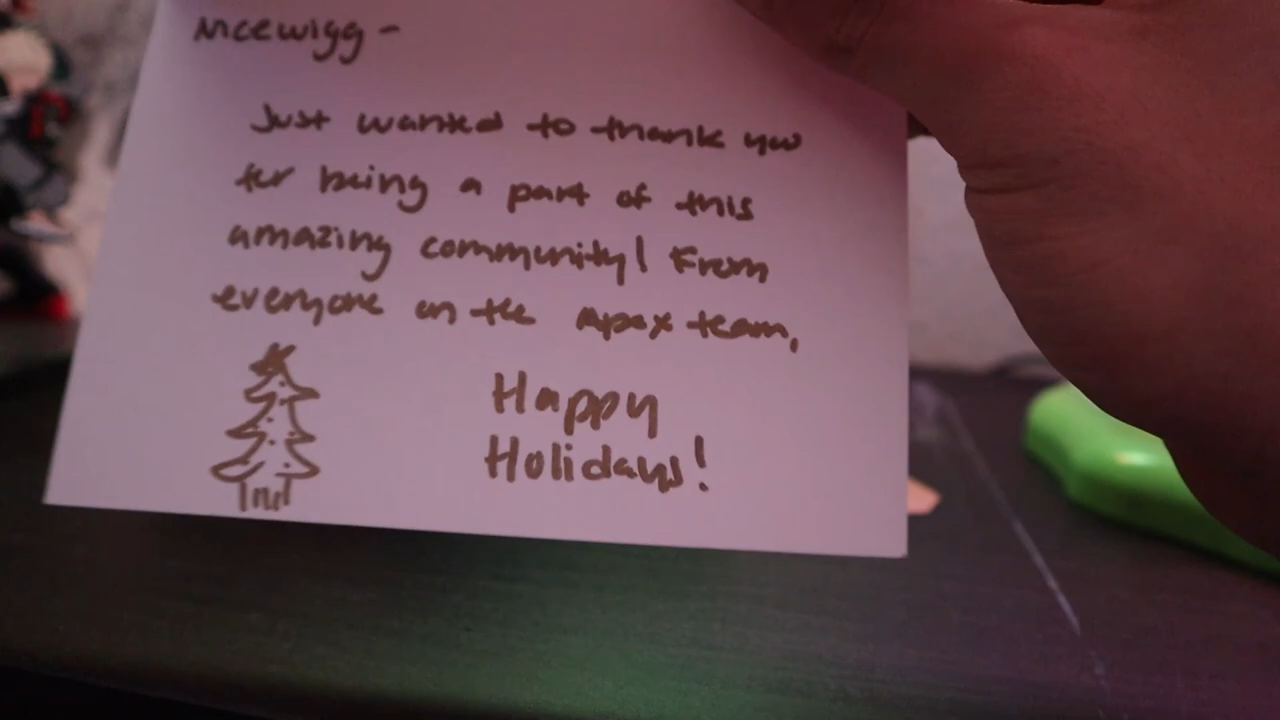 Nicewigg -
Just wanted to thank you
for being a part of this
amazing community! From
everyone on the Apex team,
Happy
Holidays!